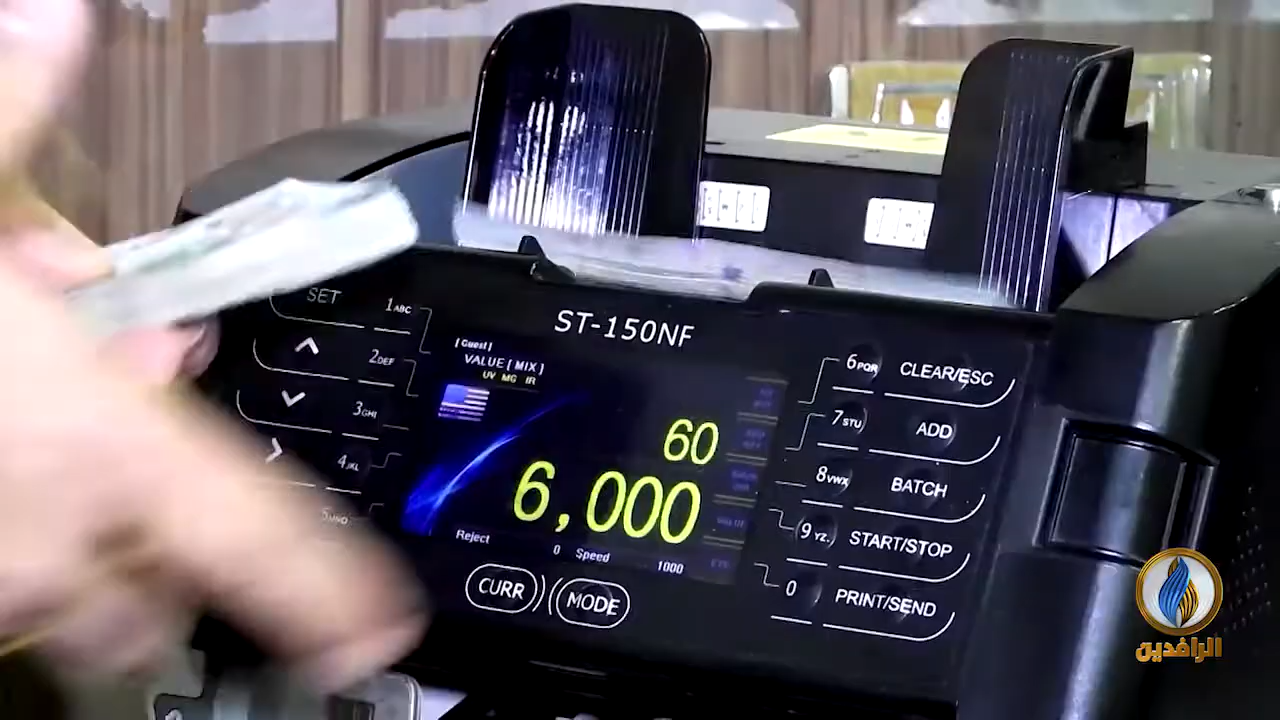 SET
1ABC
2DEF
3GHI
4JKL
ST-150NF
[Guest]
VALUE [ MIX ]
UV MG IR
60
6,000
Reject 0 Speed 1000
CURR
MODE
6PQR
CLEAR/ESC
7STU
ADD
8VWX
BATCH
9YZ.
START/STOP
0
PRINT/SEND
الرافدين